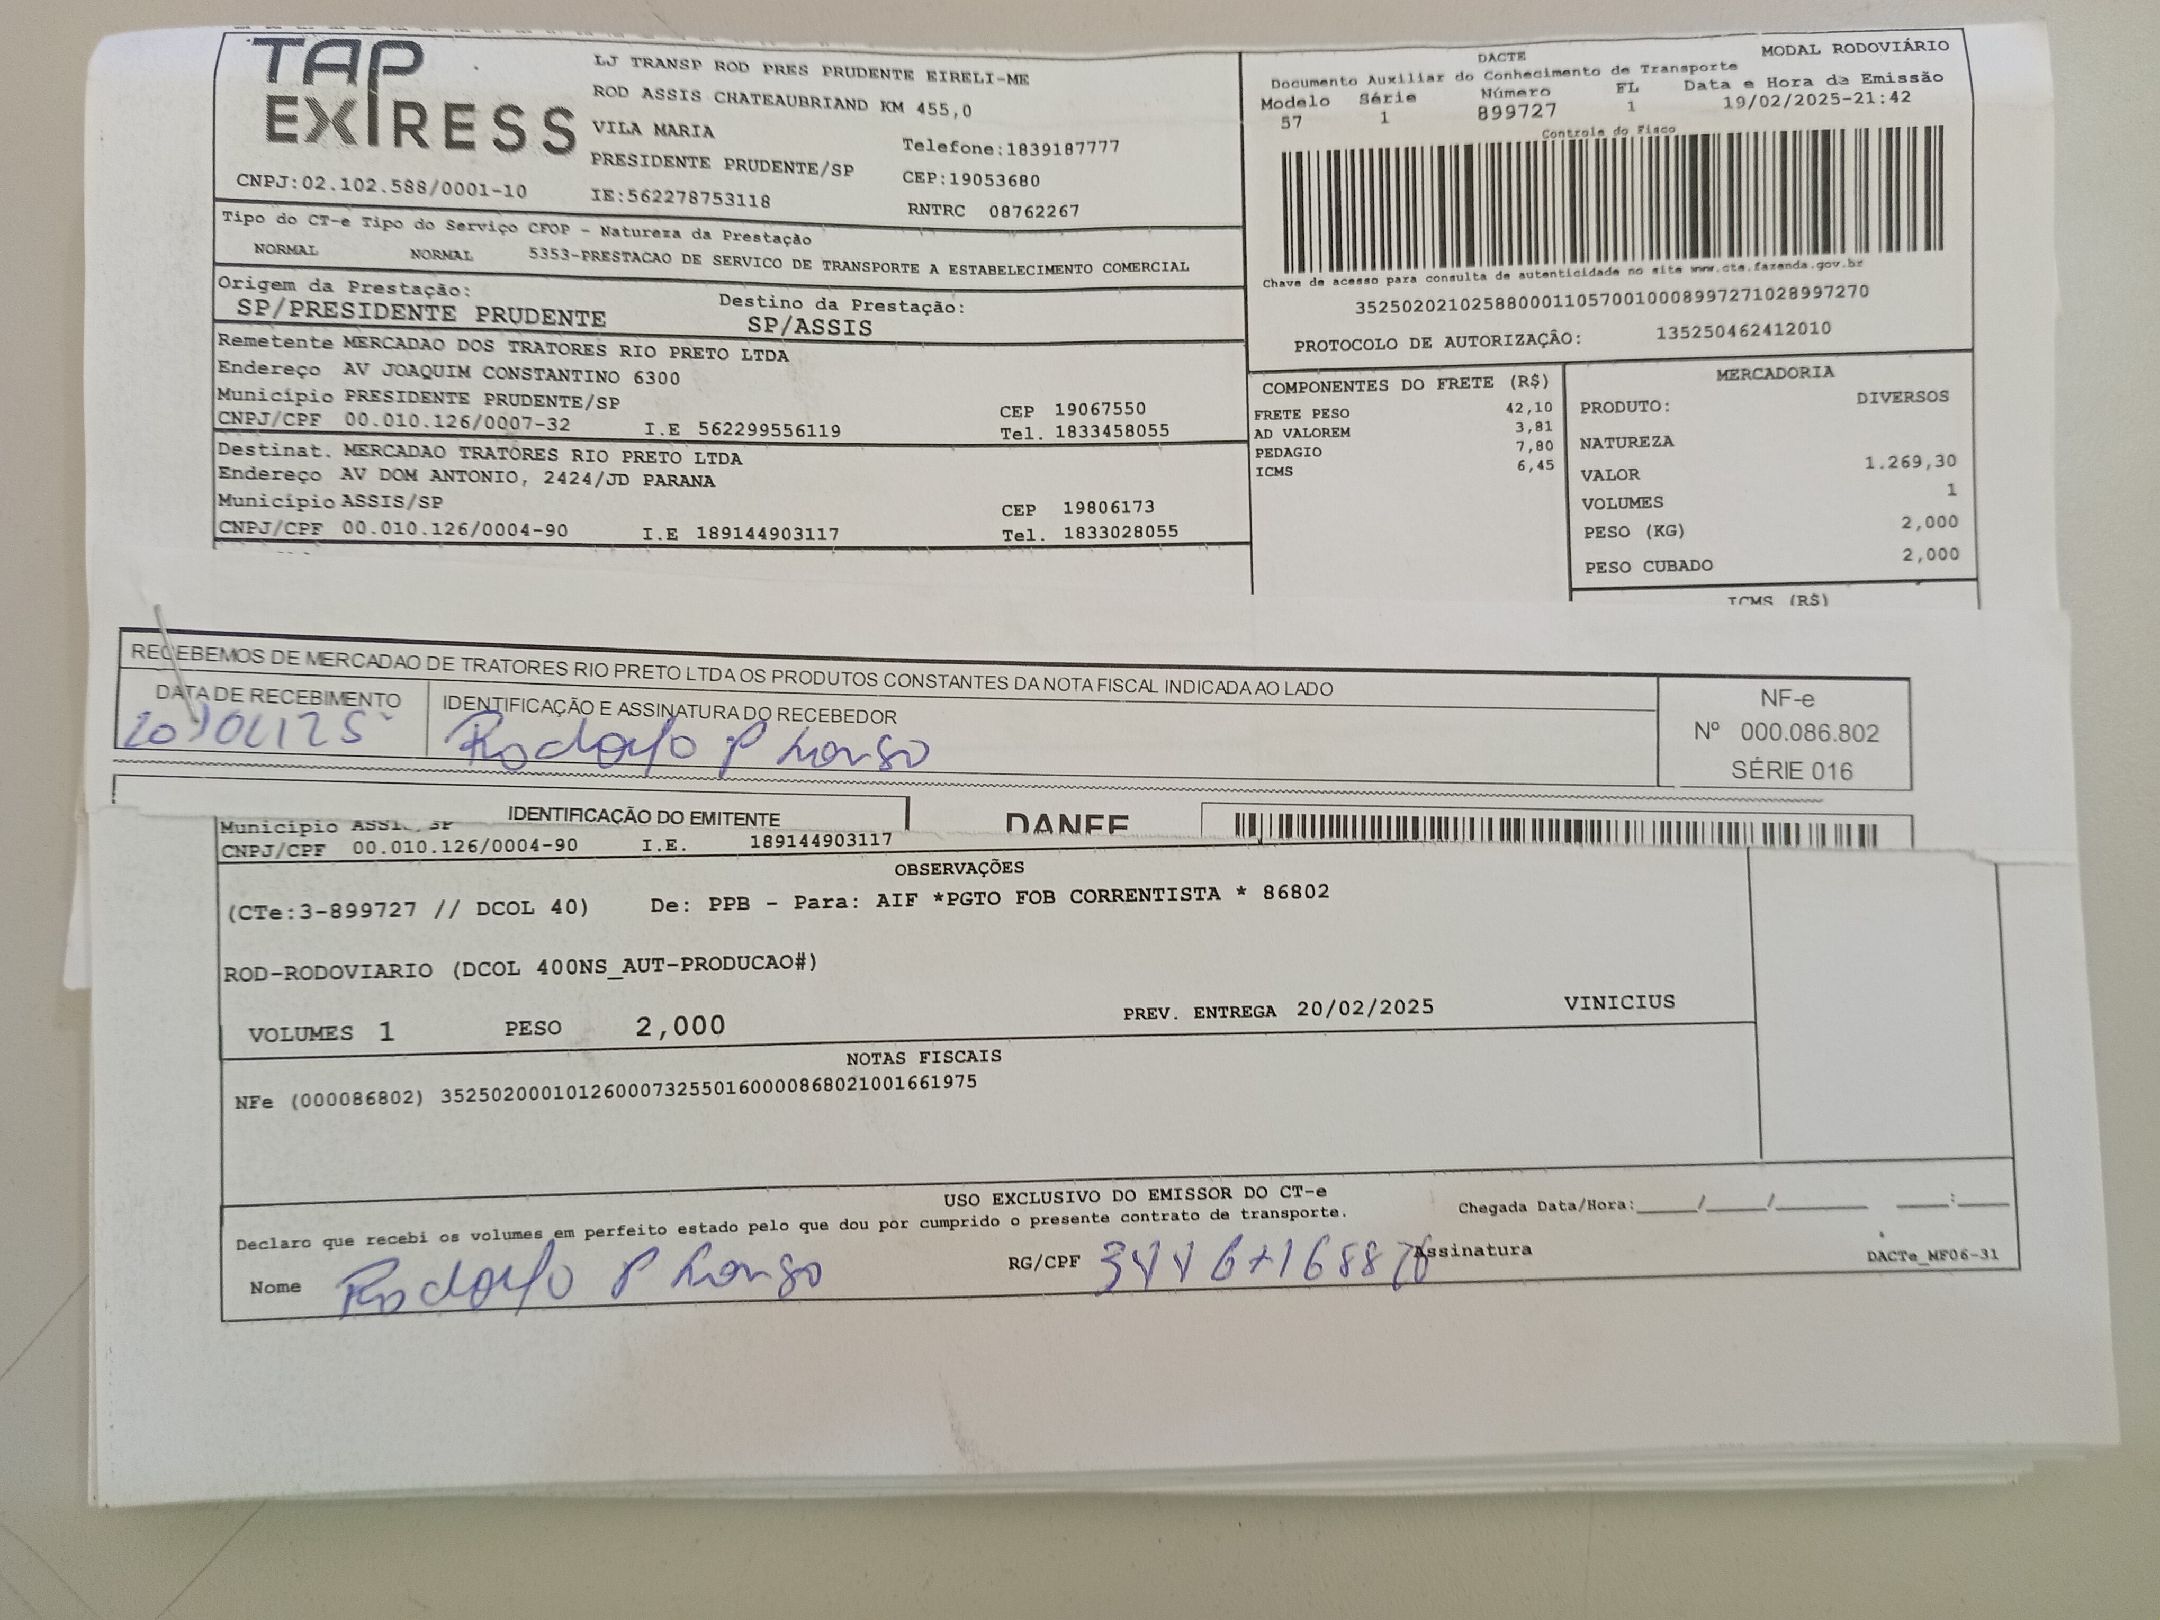 TAP
EXPRESS
CNPJ:02.102.588/0001-10
LJ TRANSP ROD PRES PRUDENTE EIRELI-ME
ROD ASSIS CHATEAUBRIAND KM 455,0
VILA MARIA
Telefone:1839187777
PRESIDENTE PRUDENTE/SP
CEP:19053680
IE:562278753118
RNTRC 08762267
DACTE
MODAL RODOVIÁRIO
Documento Auxiliar do Conhecimento de Transporte
Modelo Série Número FL Data e Hora da Emissão
57 1 899727 1 19/02/2025-21:42
Controle do Fisco
Chave de acesso para consulta de autenticidade no site www.cte.fazenda.gov.br
35250202102588000110570010008997271028997270
PROTOCOLO DE AUTORIZAÇÂO: 135250462412010
Tipo do CT-e Tipo do Serviço CFOP - Natureza da Prestação
NORMAL NORMAL 5353-PRESTACAO DE SERVICO DE TRANSPORTE A ESTABELECIMENTO COMERCIAL
Origem da Prestação: Destino da Prestação:
SP/PRESIDENTE PRUDENTE SP/ASSIS
Remetente MERCADAO DOS TRATORES RIO PRETO LTDA
Endereço AV JOAQUIM CONSTANTINO 6300
Município PRESIDENTE PRUDENTE/SP CEP 19067550
CNPJ/CPF 00.010.126/0007-32 I.E 562299556119 Tel. 1833458055
Destinat. MERCADAO TRATORES RIO PRETO LTDA
Endereço AV DOM ANTONIO, 2424/JD PARANA
Município ASSIS/SP CEP 19806173
CNPJ/CPF 00.010.126/0004-90 I.E 189144903117 Tel. 1833028055
COMPONENTES DO FRETE (R$)
FRETE PESO 42,10
AD VALOREM 3,81
PEDAGIO 7,80
ICMS 6,45
MERCADORIA
PRODUTO: DIVERSOS
NATUREZA
VALOR 1.269,30
VOLUMES 1
PESO (KG) 2,000
PESO CUBADO 2,000
ICMS (R$)
RECEBEMOS DE MERCADAO DE TRATORES RIO PRETO LTDA OS PRODUTOS CONSTANTES DA NOTA FISCAL INDICADA AO LADO
DATA DE RECEBIMENTO IDENTIFICAÇÃO E ASSINATURA DO RECEBEDOR
NF-e
Nº 000.086.802
SÉRIE 016
IDENTIFICAÇÃO DO EMITENTE
DANFE
Município
CNPJ/CPF 00.010.126/0004-90 I.E. 189144903117
OBSERVAÇÕES
(CTe:3-899727 // DCOL 40) De: PPB - Para: AIF *PGTO FOB CORRENTISTA * 86802
ROD-RODOVIARIO (DCOL 400NS_AUT-PRODUCAO#)
VOLUMES 1 PESO 2,000 PREV. ENTREGA 20/02/2025 VINICIUS
NOTAS FISCAIS
NFe (000086802) 35250200010126000732550160000868021001661975
USO EXCLUSIVO DO EMISSOR DO CT-e
Declaro que recebi os volumes em perfeito estado pelo que dou por cumprido o presente contrato de transporte.
Chegada Data/Hora:____/____/______ ____:____
Nome
RG/CPF
Assinatura
DACTe_MF06-31